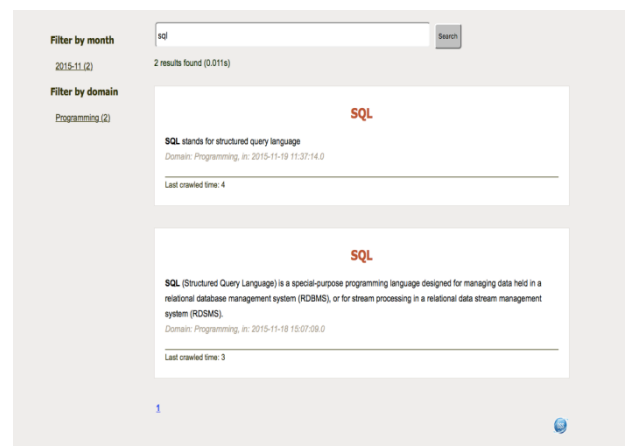 Filter by month
2015-11 (2)
Filter by domain
Programming (2)
sql
Search
2 results found (0.011s)
SQL
SQL stands for structured query language
Domain: Programming, in: 2015-11-19 11:37:14.0
Last crawled time: 4
SQL
SQL (Structured Query Language) is a special-purpose programming language designed for managing data held in a
relational database management system (RDBMS), or for stream processing in a relational data stream management
system (RDSMS).
Domain: Programming, in: 2015-11-18 15:07:09.0
Last crawled time: 3
1